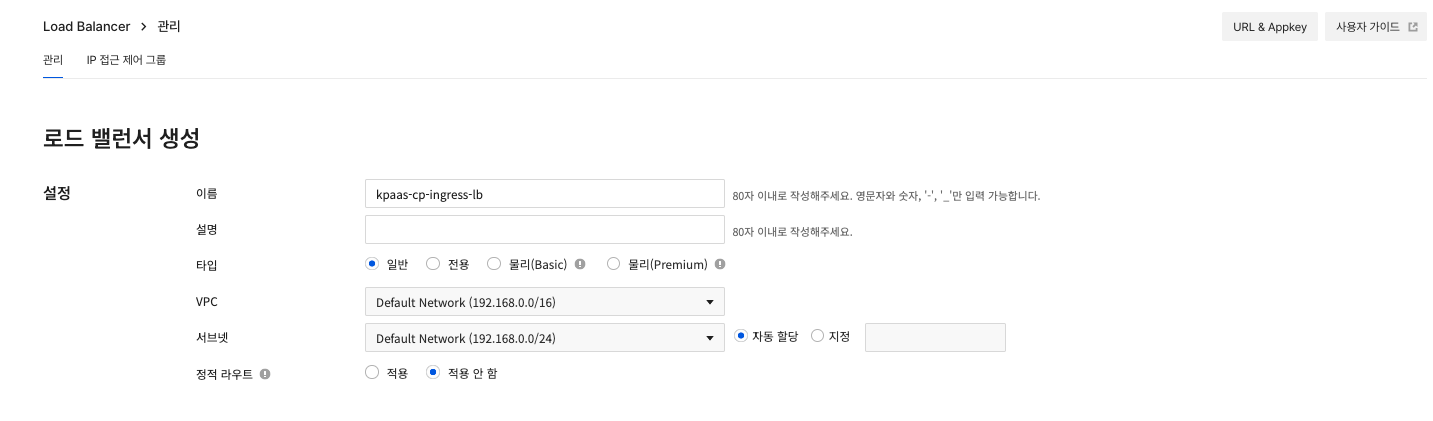 Load Balancer > 관리
URL & Appkey
사용자 가이드
관리
IP 접근 제어 그룹
로드 밸런서 생성
설정
이름
kpaas-cp-ingress-lb
80자 이내로 작성해주세요. 영문자와 숫자, '-', '_'만 입력 가능합니다.
설명
80자 이내로 작성해주세요.
타입
일반 전용 물리(Basic) 물리(Premium)
VPC
Default Network (192.168.0.0/16)
서브넷
Default Network (192.168.0.0/24)
자동 할당 지정
정적 라우트
적용 적용 안 함